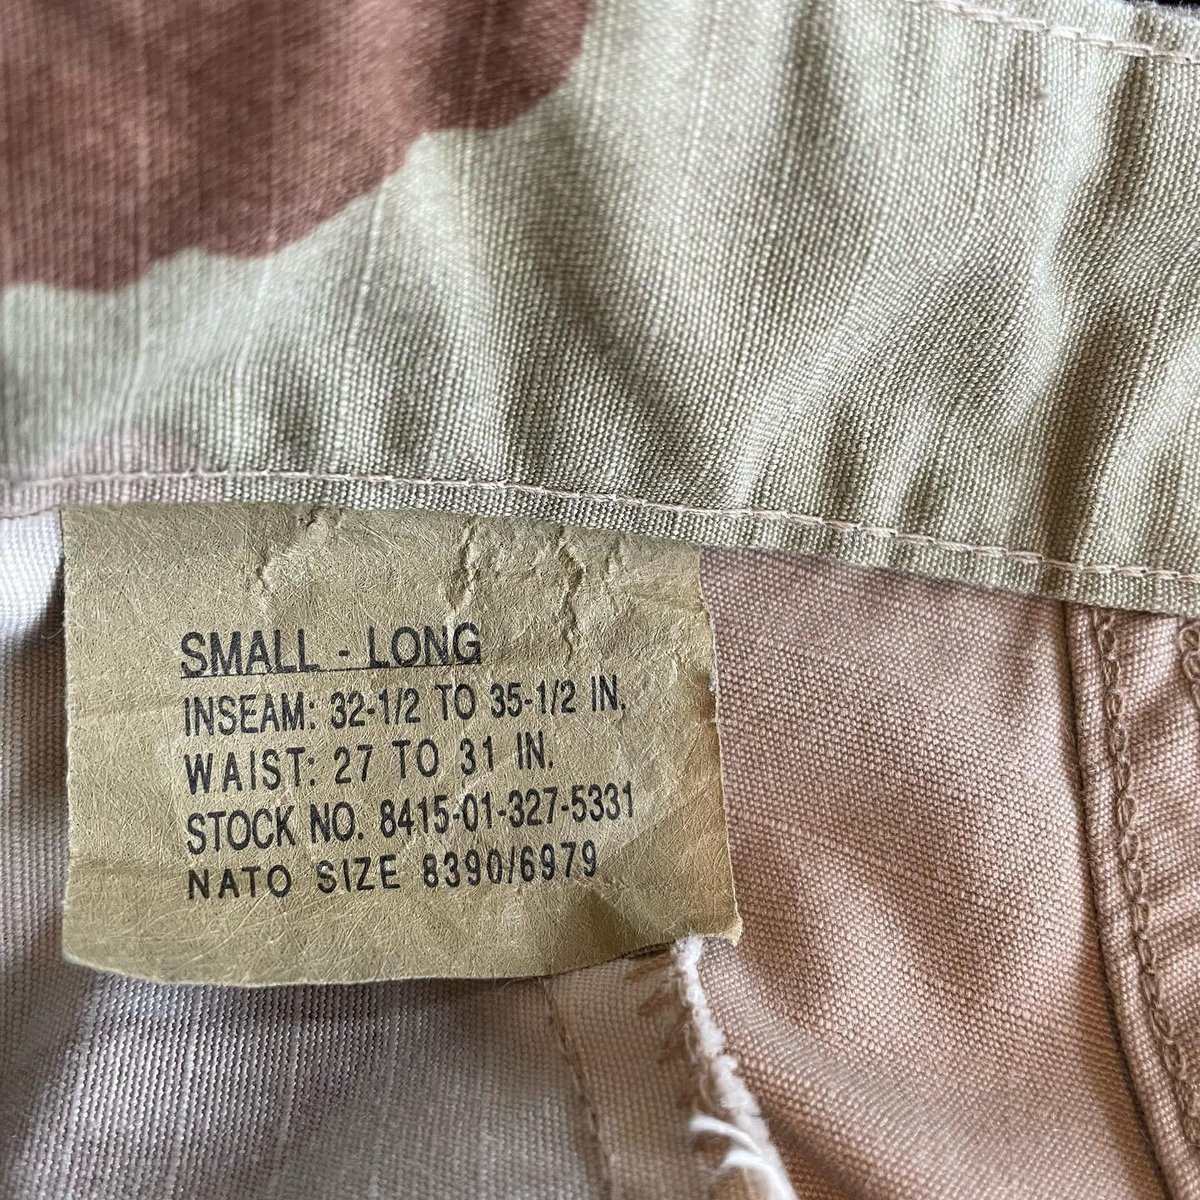 SMALL - LONG
INSEAM: 32-1/2 TO 35-1/2 IN.
WAIST: 27 TO 31 IN.
STOCK NO. 8415-01-327-5331
NATO SIZE 8390/6979